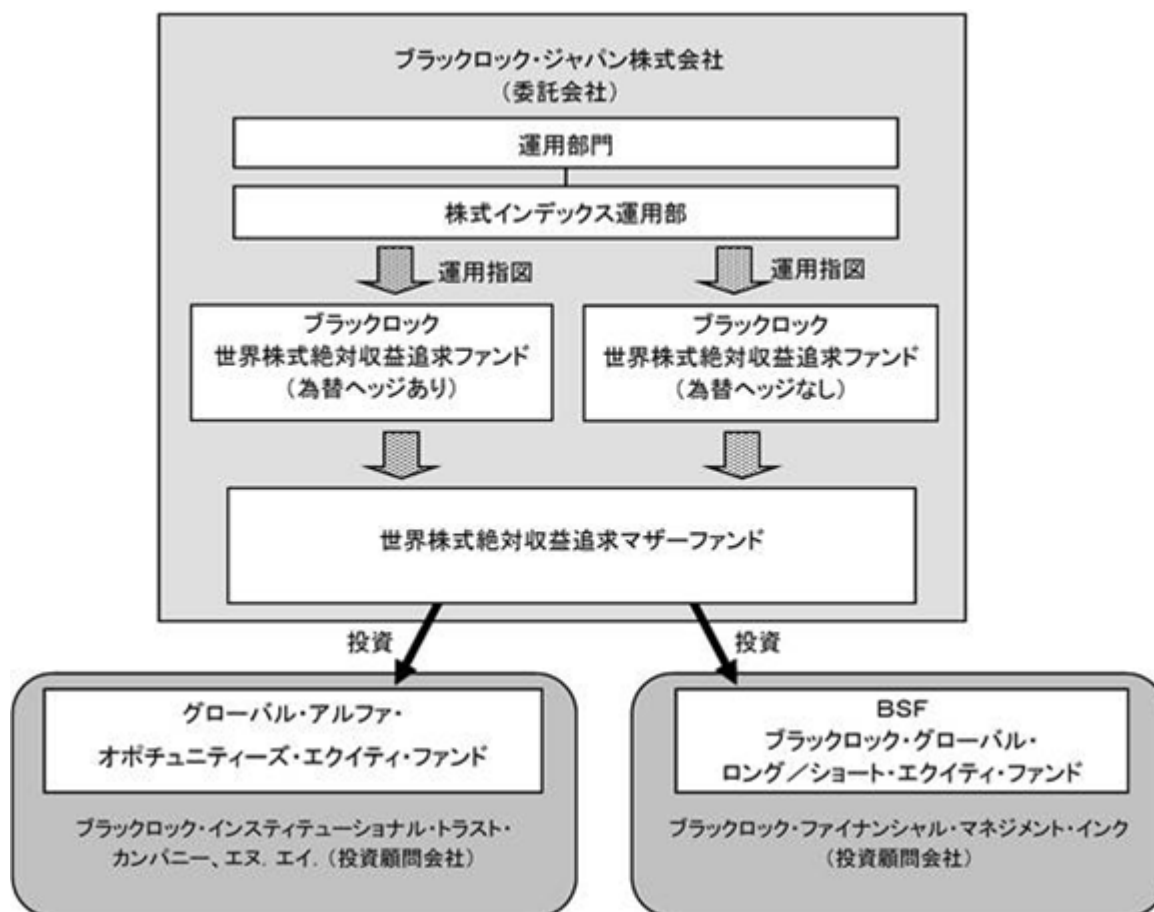 ブラックロック・ジャパン株式会社
(委託会社)
運用部門
株式インデックス運用部
運用指図
運用指図
ブラックロック
世界株式絶対収益追求ファンド
(為替ヘッジあり)
ブラックロック
世界株式絶対収益追求ファンド
(為替ヘッジなし)
世界株式絶対収益追求マザーファンド
投資
投資
グローバル・アルファ・
オポチュニティーズ・エクイティ・ファンド
ブラックロック・インスティテューショナル・トラスト・
カンパニー、エヌ．エイ．(投資顧問会社)
BSF
ブラックロック・グローバル・
ロング／ショート・エクイティ・ファンド
ブラックロック・ファイナンシャル・マネジメント・インク
(投資顧問会社)